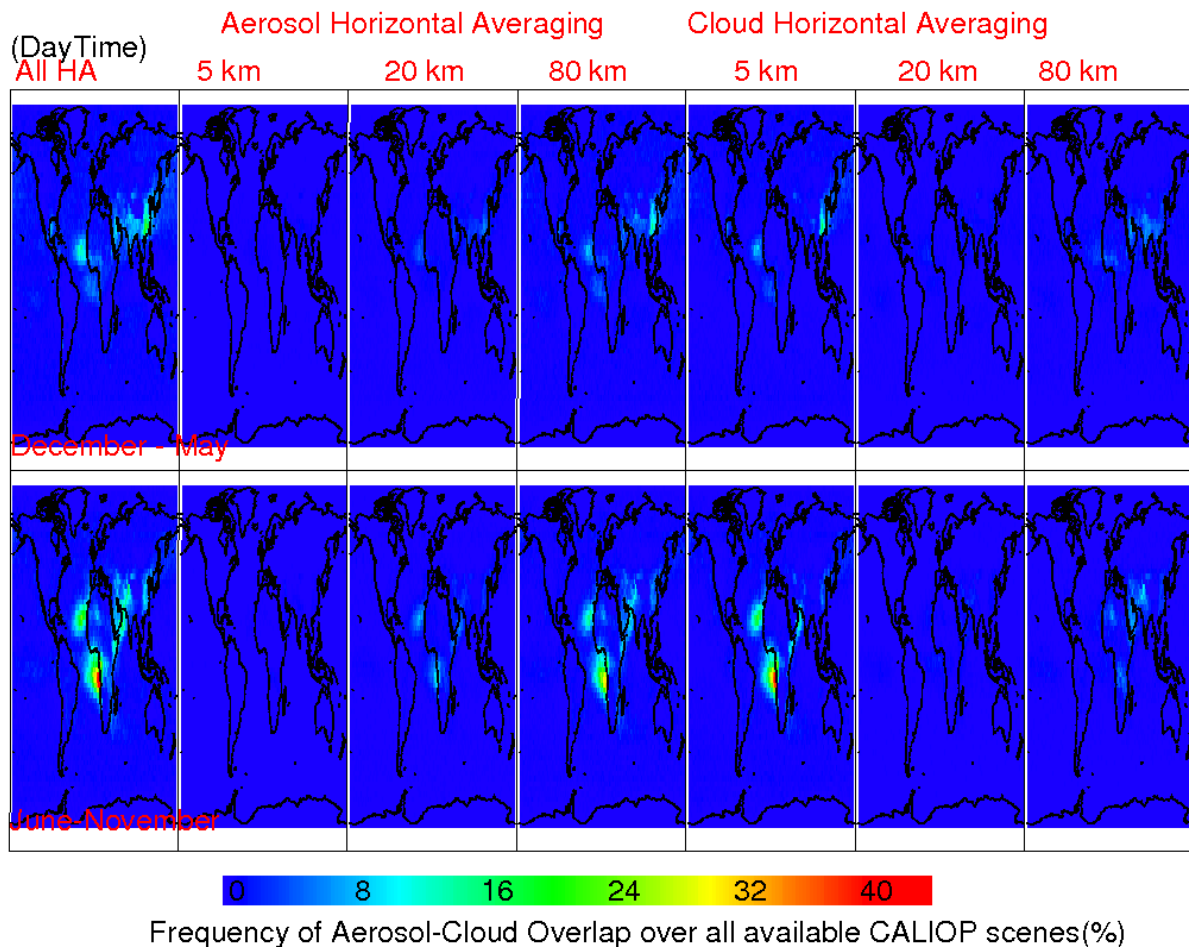 Aerosol Horizontal Averaging Cloud Horizontal Averaging
(DayTime)
All HA 5 km 20 km 80 km 5 km 20 km 80 km
December - May
June-November
0 8 16 24 32 40
Frequency of Aerosol-Cloud Overlap over all available CALIOP scenes(%)